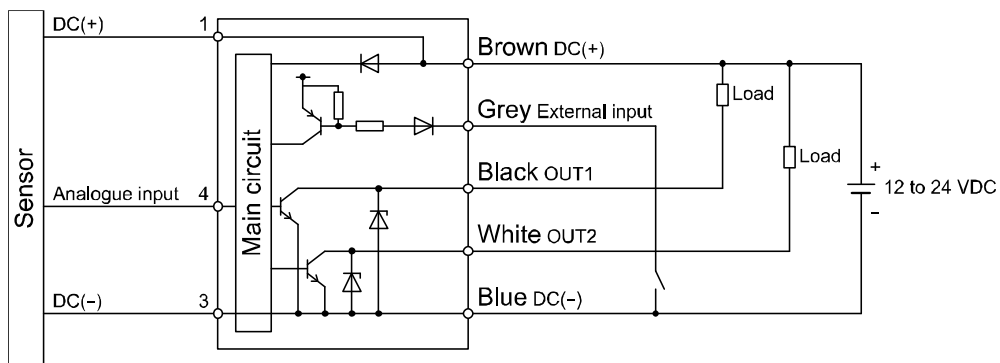 DC(+)
1
Brown DC(+)
Load
Grey External input
Load
Sensor
Main circuit
Analogue input
4
Black OUT1
+
12 to 24 VDC
−
White OUT2
DC(−)
3
Blue DC(−)